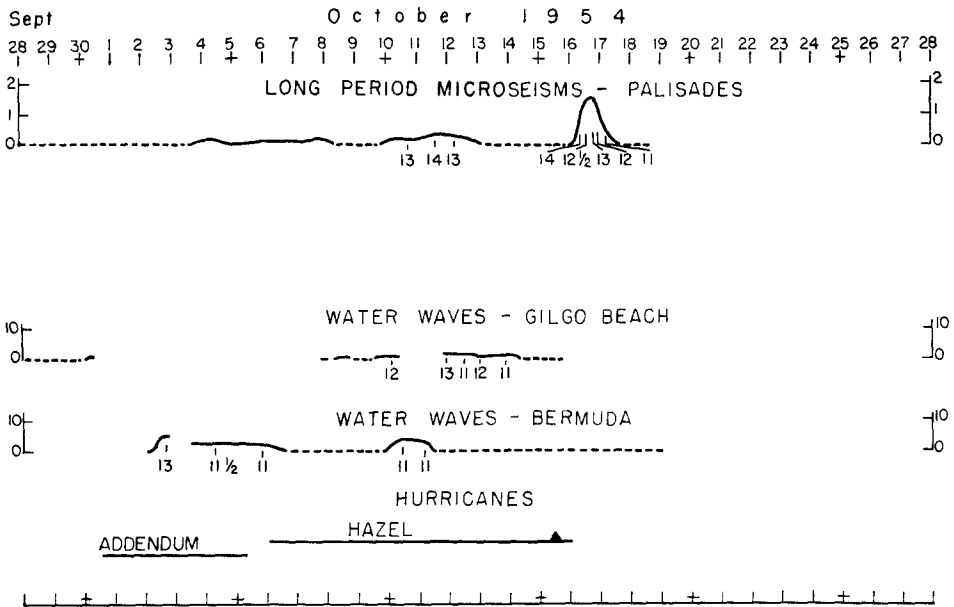 Sept October 1954
28 29 30 1 2 3 4 5 6 7 8 9 10 11 12 13 14 15 16 17 18 19 20 21 22 23 24 25 26 27 28
LONG PERIOD MICROSEISMS - PALISADES
2 2
1 1
0 0
13 14 13 14 12 ½ 13 12 11
WATER WAVES - GILGO BEACH
10 10
0 0
12 13 11 12 11
WATER WAVES - BERMUDA
10 10
0 0
13 11 ½ 11 11 11
HURRICANES
HAZEL
ADDENDUM